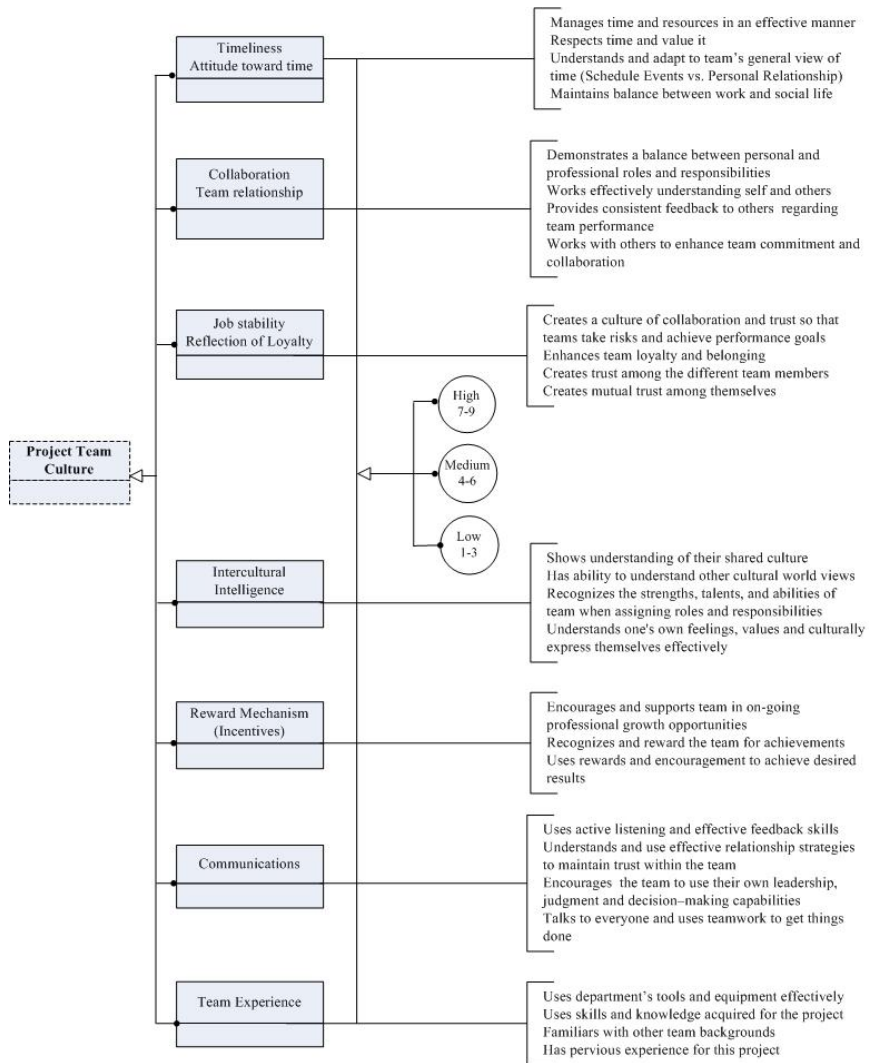 Timeliness
Attitude toward time
Manages time and resources in an effective manner
Respects time and value it
Understands and adapt to team's general view of
time (Schedule Events vs. Personal Relationship)
Maintains balance between work and social life
Collaboration
Team relationship
Demonstrates a balance between personal and
professional roles and responsibilities
Works effectively understanding self and others
Provides consistent feedback to others regarding
team performance
Works with others to enhance team commitment and
collaboration
Job stability
Reflection of Loyalty
Creates a culture of collaboration and trust so that
teams take risks and achieve performance goals
Enhances team loyalty and belonging
Creates trust among the different team members
Creates mutual trust among themselves
High
7-9
Project Team
Culture
Medium
4-6
Low
1-3
Intercultural
Intelligence
Shows understanding of their shared culture
Has ability to understand other cultural world views
Recognizes the strengths, talents, and abilities of
team when assigning roles and responsibilities
Understands one's own feelings, values and culturally
express themselves effectively
Reward Mechanism
(Incentives)
Encourages and supports team in on-going
professional growth opportunities
Recognizes and reward the team for achievements
Uses rewards and encouragement to achieve desired
results
Communications
Uses active listening and effective feedback skills
Understands and use effective relationship strategies
to maintain trust within the team
Encourages the team to use their own leadership,
judgment and decision–making capabilities
Talks to everyone and uses teamwork to get things
done
Team Experience
Uses department's tools and equipment effectively
Uses skills and knowledge acquired for the project
Familiars with other team backgrounds
Has pervious experience for this project